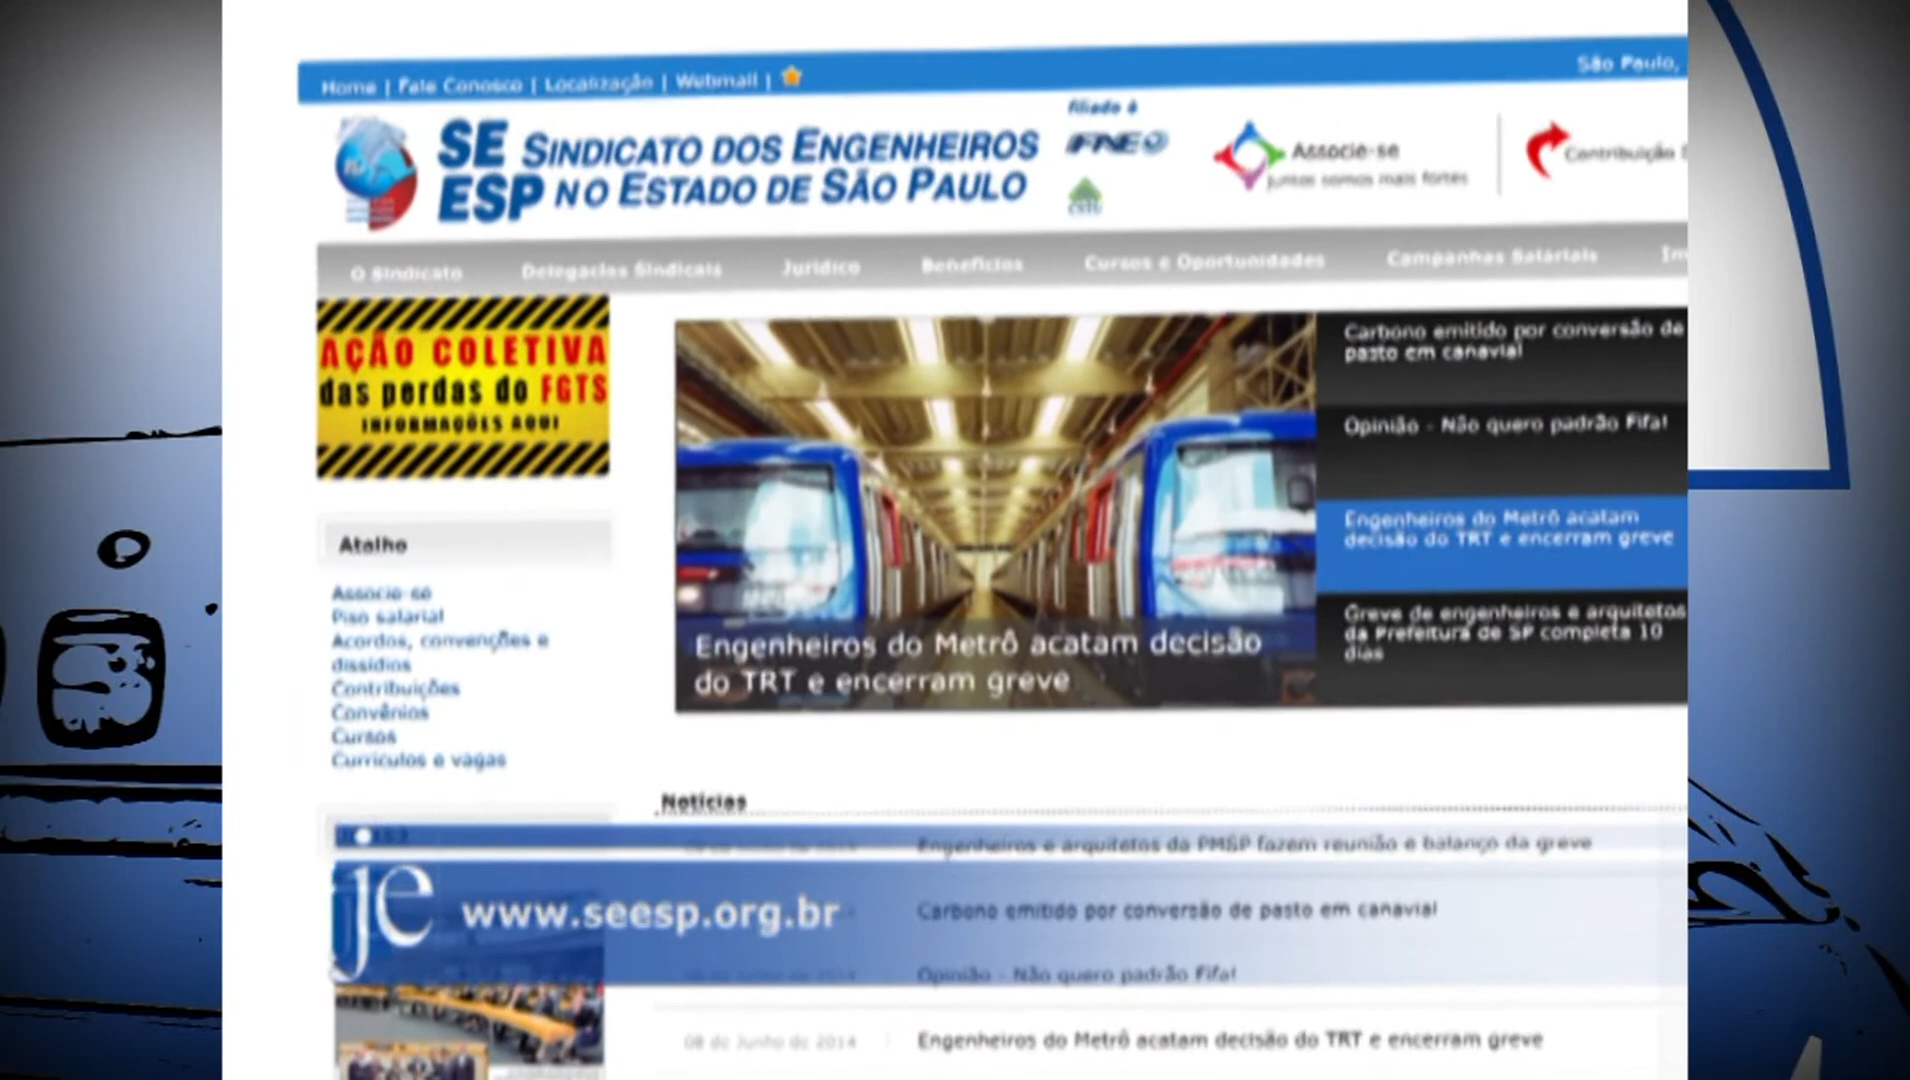 Home | Fale Conosco | Localização | Webmail |
São Paulo,
SEESP SINDICATO DOS ENGENHEIROS
NO ESTADO DE SÃO PAULO
filiado à
FNE
CNTU
Associe-se
Juntos somos mais fortes
Contribuição
O Sindicato
Delegacias Sindicais
Jurídico
Benefícios
Cursos e Oportunidades
Campanhas Salariais
AÇÃO COLETIVA
das perdas do FGTS
INFORMAÇÕES AQUI
Carbono emitido por conversão de
pasto em canavial
Opinião - Não quero padrão Fifa!
Engenheiros do Metrô acatam
decisão do TRT e encerram greve
Greve de engenheiros e arquitetos
da Prefeitura de SP completa 10
dias
Engenheiros do Metrô acatam decisão
do TRT e encerram greve
Atalho
Associe-se
Piso salarial
Acordos, convenções e
dissídios
Contribuições
Convênios
Cursos
Currículos e vagas
Notícias
Engenheiros e arquitetos da PMSP fazem reunião e balanço da greve
je www.seesp.org.br
Carbono emitido por conversão de pasto em canavial
Opinião - Não quero padrão Fifa!
08 de Junho de 2014
Engenheiros do Metrô acatam decisão do TRT e encerram greve